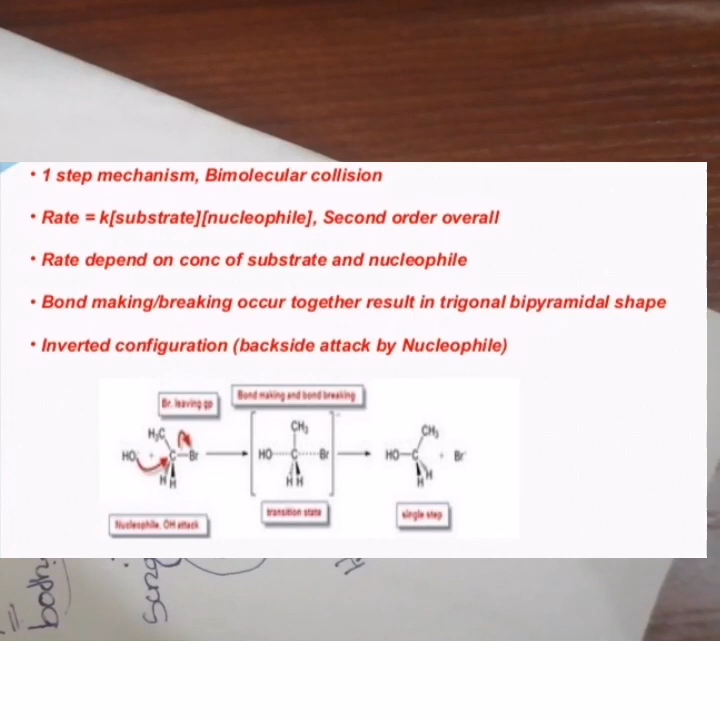 • 1 step mechanism, Bimolecular collision
• Rate = k[substrate][nucleophile], Second order overall
• Rate depend on conc of substrate and nucleophile
• Bond making/breaking occur together result in trigonal bipyramidal shape
• Inverted configuration (backside attack by Nucleophile)
Br. leaving gp
Bond making and bond breaking
H₃C
HO: + C—Br
H H
CH₃
HO·····C·····Br
H H
CH₃
HO—C + Br⁻
H H
Nucleophile, OH attack
transition state
single step
both